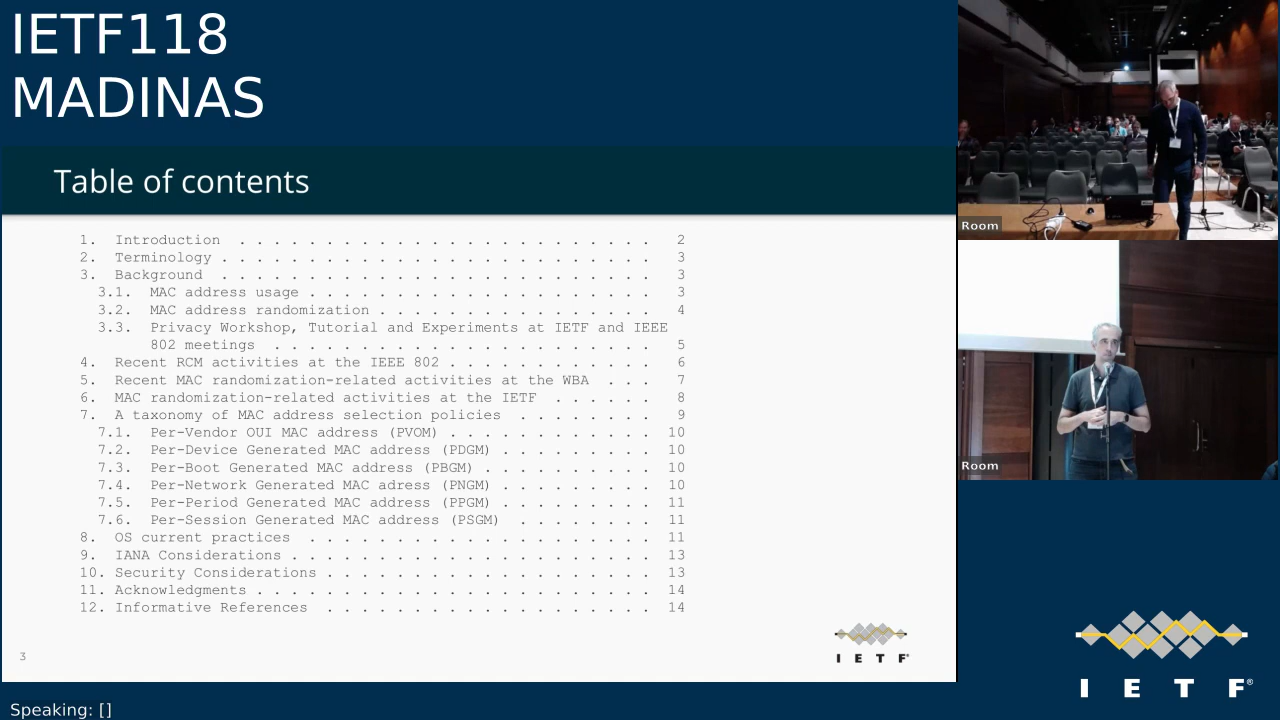 IETF118
MADINAS
Table of contents
1. Introduction . . . . . . . . . . . . . . . . . . . . . . . . 2
2. Terminology . . . . . . . . . . . . . . . . . . . . . . . . . 3
3. Background . . . . . . . . . . . . . . . . . . . . . . . . . 3
3.1. MAC address usage . . . . . . . . . . . . . . . . . . . . 3
3.2. MAC address randomization . . . . . . . . . . . . . . . . 4
3.3. Privacy Workshop, Tutorial and Experiments at IETF and IEEE
802 meetings . . . . . . . . . . . . . . . . . . . . . . 5
4. Recent RCM activities at the IEEE 802 . . . . . . . . . . . . 6
5. Recent MAC randomization-related activities at the WBA . . . 7
6. MAC randomization-related activities at the IETF . . . . . . 8
7. A taxonomy of MAC address selection policies . . . . . . . . 9
7.1. Per-Vendor OUI MAC address (PVOM) . . . . . . . . . . . . 10
7.2. Per-Device Generated MAC address (PDGM) . . . . . . . . . 10
7.3. Per-Boot Generated MAC address (PBGM) . . . . . . . . . . 10
7.4. Per-Network Generated MAC adress (PNGM) . . . . . . . . . 10
7.5. Per-Period Generated MAC address (PPGM) . . . . . . . . . 11
7.6. Per-Session Generated MAC address (PSGM) . . . . . . . . 11
8. OS current practices . . . . . . . . . . . . . . . . . . . . 11
9. IANA Considerations . . . . . . . . . . . . . . . . . . . . . 13
10. Security Considerations . . . . . . . . . . . . . . . . . . . 13
11. Acknowledgments . . . . . . . . . . . . . . . . . . . . . . . 14
12. Informative References . . . . . . . . . . . . . . . . . . . 14
3
I E T F®
Room
Room
I E T F®
Speaking: []